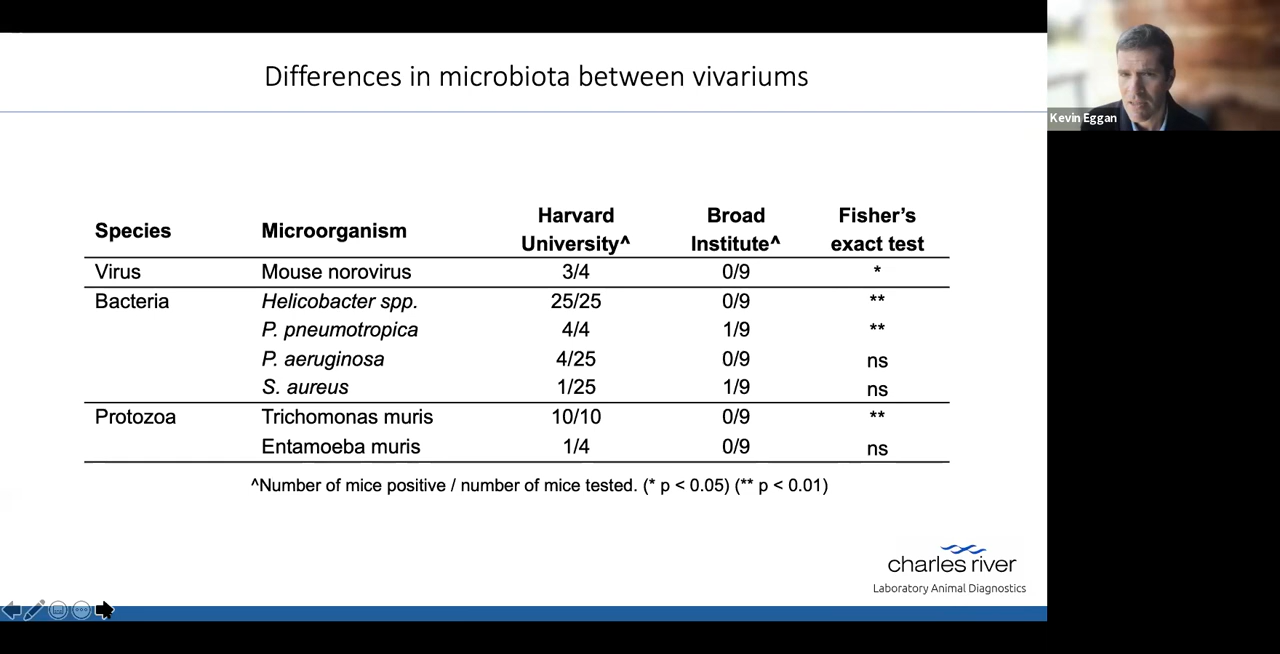 Differences in microbiota between vivariums
Kevin Eggan
Species Microorganism Harvard University^ Broad Institute^ Fisher’s exact test
Virus Mouse norovirus 3/4 0/9 *
Bacteria Helicobacter spp. 25/25 0/9 **
P. pneumotropica 4/4 1/9 **
P. aeruginosa 4/25 0/9 ns
S. aureus 1/25 1/9 ns
Protozoa Trichomonas muris 10/10 0/9 **
Entamoeba muris 1/4 0/9 ns
^Number of mice positive / number of mice tested. (* p < 0.05) (** p < 0.01)
charles river
Laboratory Animal Diagnostics